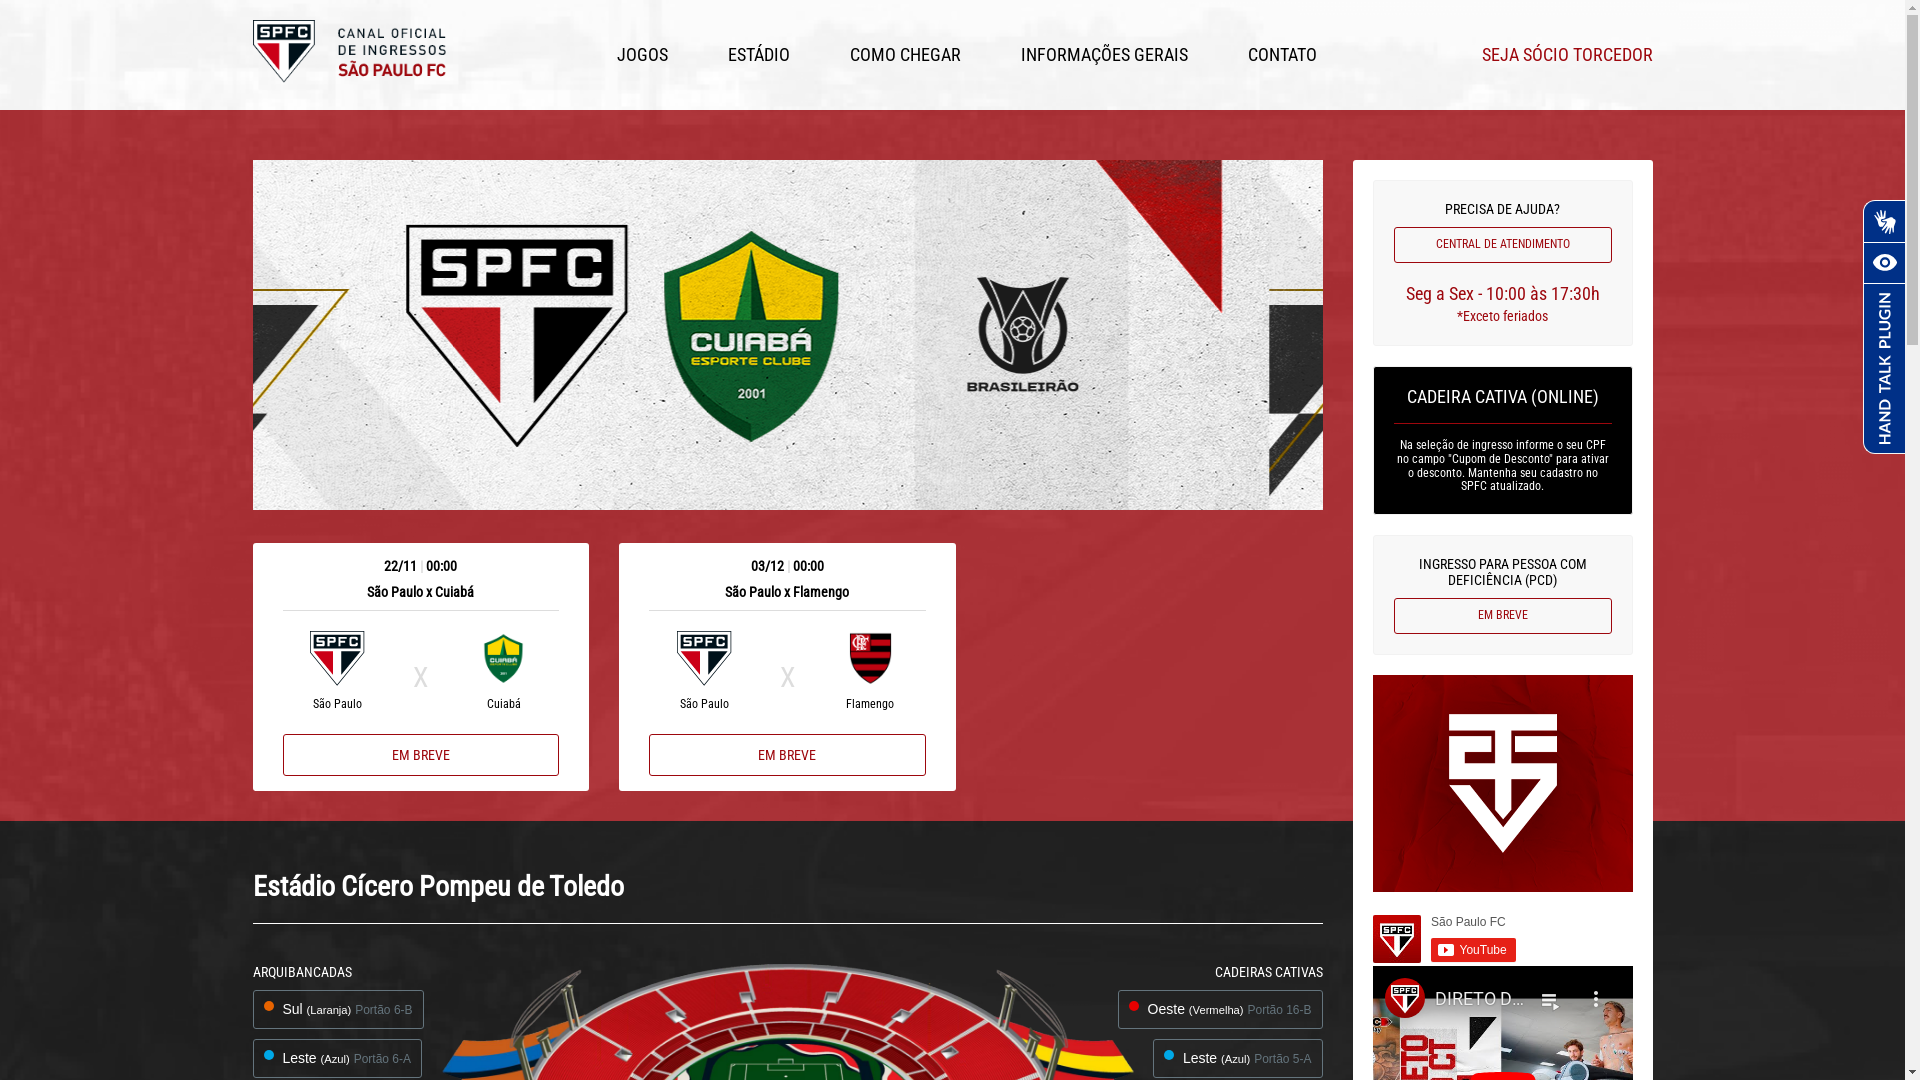 SPFC
CANAL OFICIAL
DE INGRESSOS
SÃO PAULO FC
JOGOS
ESTÁDIO
COMO CHEGAR
INFORMAÇÕES GERAIS
CONTATO
SEJA SÓCIO TORCEDOR
SPFC
CUIABÁ
ESPORTE CLUBE
2001
BRASILEIRÃO
PRECISA DE AJUDA?
CENTRAL DE ATENDIMENTO
Seg a Sex - 10:00 às 17:30h
*Exceto feriados
HAND TALK PLUGIN
CADEIRA CATIVA (ONLINE)
Na seleção de ingresso informe o seu CPF
no campo "Cupom de Desconto" para ativar
o desconto. Mantenha seu cadastro no
SPFC atualizado.
INGRESSO PARA PESSOA COM
DEFICIÊNCIA (PCD)
EM BREVE
22/11 | 00:00
São Paulo x Cuiabá
SPFC
X
CUIABÁ
São Paulo
Cuiabá
EM BREVE
03/12 | 00:00
São Paulo x Flamengo
SPFC
X
São Paulo
Flamengo
EM BREVE
Estádio Cícero Pompeu de Toledo
ARQUIBANCADAS
Sul (Laranja) Portão 6-B
Leste (Azul) Portão 6-A
CADEIRAS CATIVAS
Oeste (Vermelha) Portão 16-B
Leste (Azul) Portão 5-A
SPFC
São Paulo FC
YouTube
SPFC
DIRETO D...